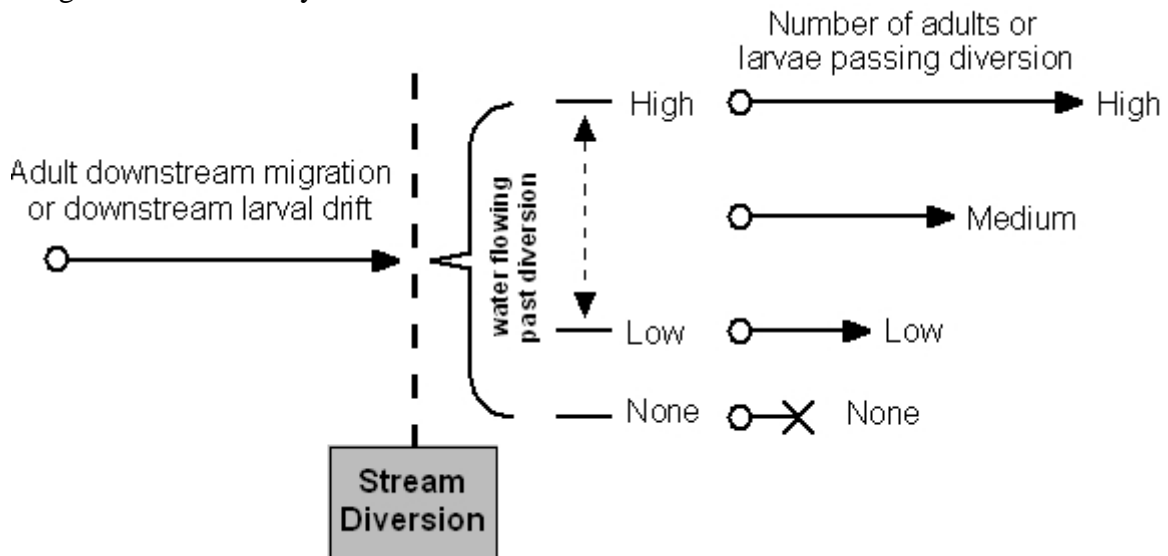 Number of adults or
larvae passing diversion
High
High
Adult downstream migration
or downstream larval drift
water flowing
past diversion
Medium
Low
Low
None
None
Stream
Diversion